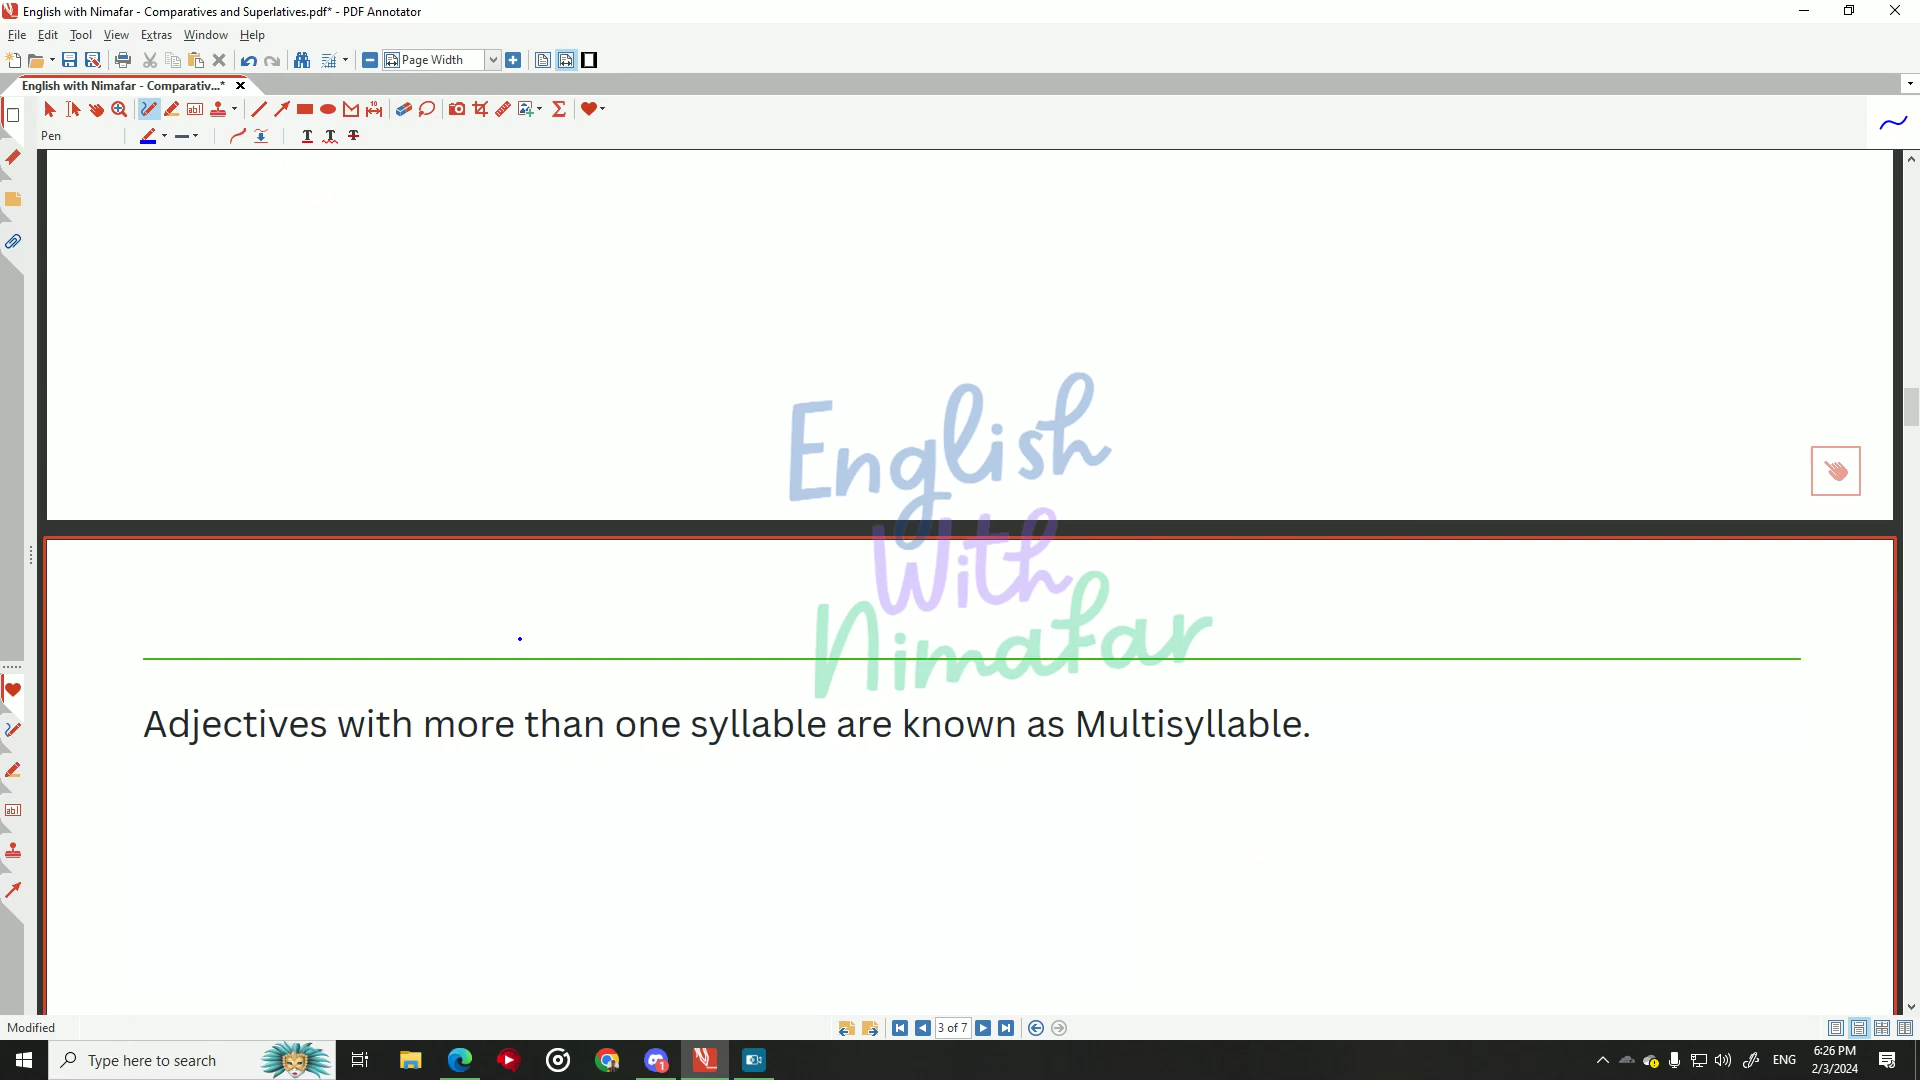 English with Nimafar - Comparatives and Superlatives.pdf* - PDF Annotator
File Edit Tool View Extras Window Help
Page Width
English with Nimafar - Comparativ...*
Pen
English
With
Nimafar
Adjectives with more than one syllable are known as Multisyllable.
Modified
3 of 7
Type here to search
ENG
6:26 PM
2/3/2024